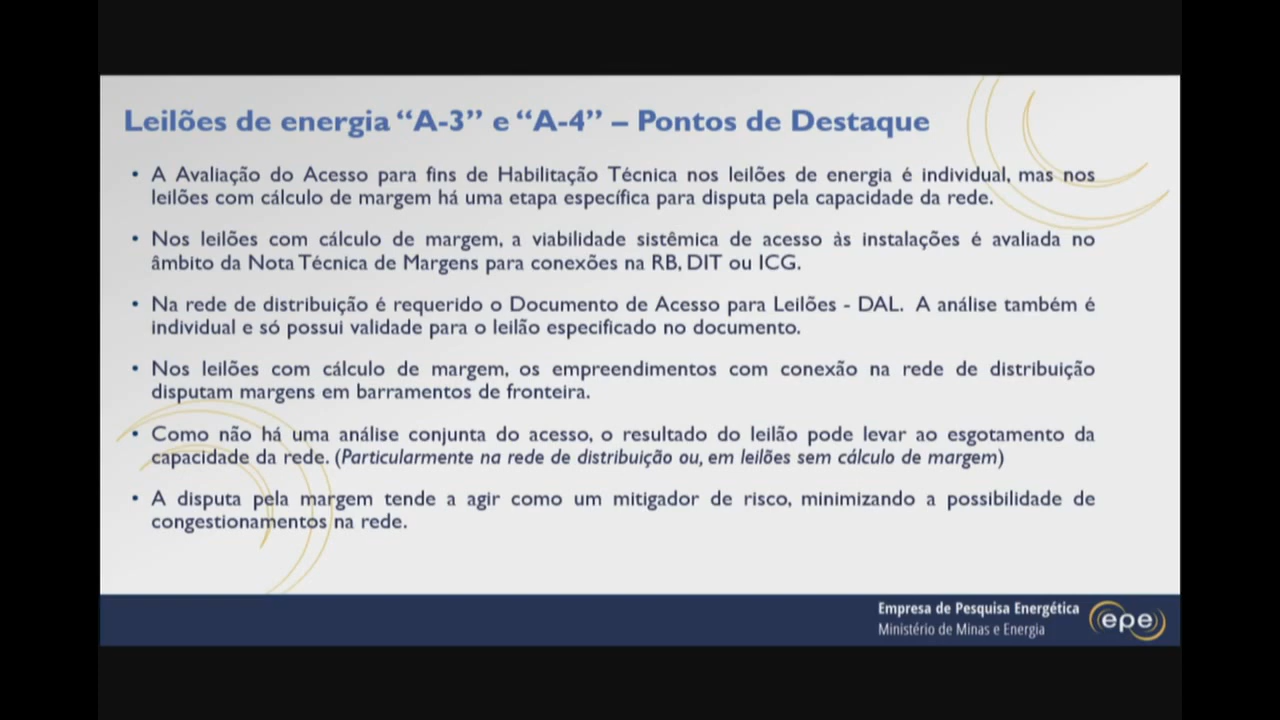 Leilões de energia “A-3” e “A-4” – Pontos de Destaque
• A Avaliação do Acesso para fins de Habilitação Técnica nos leilões de energia é individual, mas nos
leilões com cálculo de margem há uma etapa específica para disputa pela capacidade da rede.
• Nos leilões com cálculo de margem, a viabilidade sistêmica de acesso às instalações é avaliada no
âmbito da Nota Técnica de Margens para conexões na RB, DIT ou ICG.
• Na rede de distribuição é requerido o Documento de Acesso para Leilões - DAL. A análise também é
individual e só possui validade para o leilão especificado no documento.
• Nos leilões com cálculo de margem, os empreendimentos com conexão na rede de distribuição
disputam margens em barramentos de fronteira.
• Como não há uma análise conjunta do acesso, o resultado do leilão pode levar ao esgotamento da
capacidade da rede. (Particularmente na rede de distribuição ou, em leilões sem cálculo de margem)
• A disputa pela margem tende a agir como um mitigador de risco, minimizando a possibilidade de
congestionamentos na rede.
Empresa de Pesquisa Energética
Ministério de Minas e Energia
epe